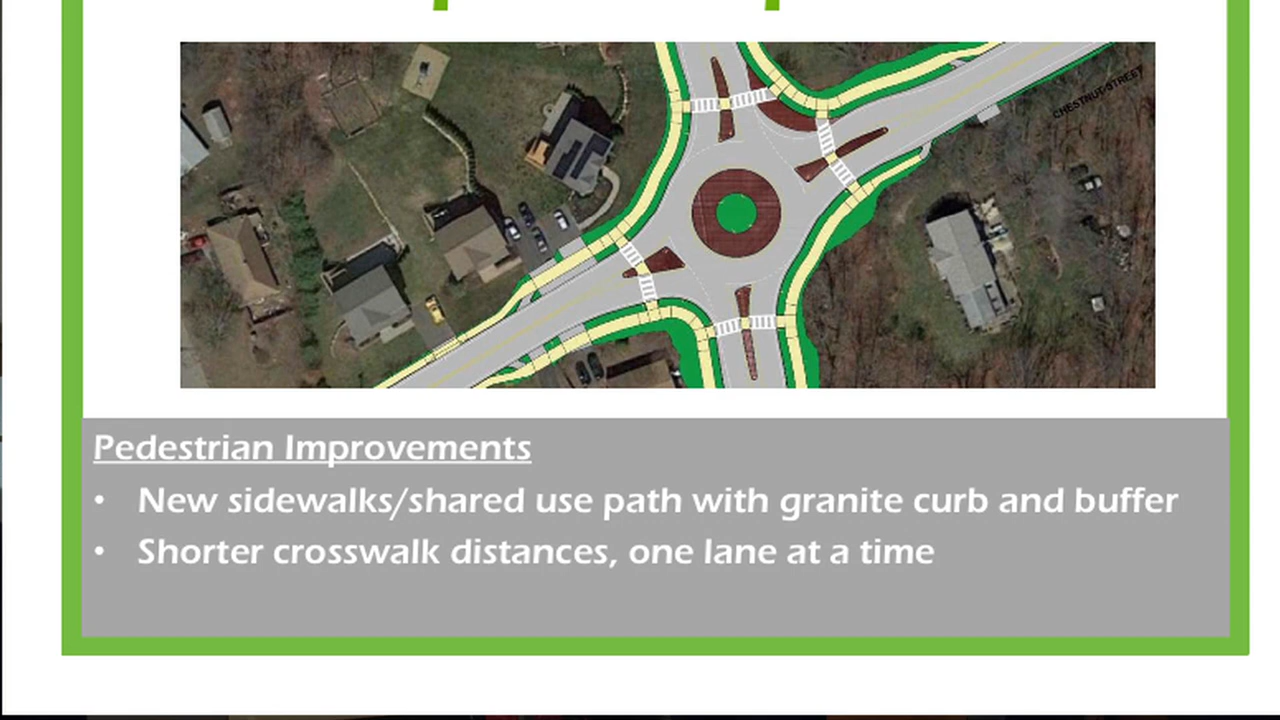 CHESTNUT STREET
Pedestrian Improvements
• New sidewalks/shared use path with granite curb and buffer
• Shorter crosswalk distances, one lane at a time